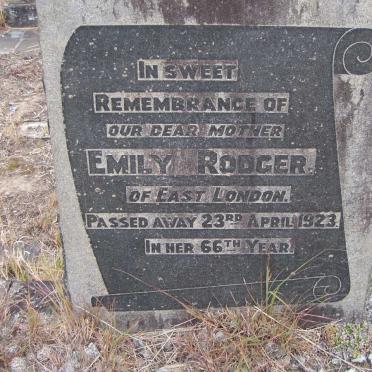 IN SWEET
REMEMBRANCE OF
OUR DEAR MOTHER
EMILY RODGER.
OF EAST LONDON.
PASSED AWAY 23RD APRIL 1923.
IN HER 66TH YEAR.